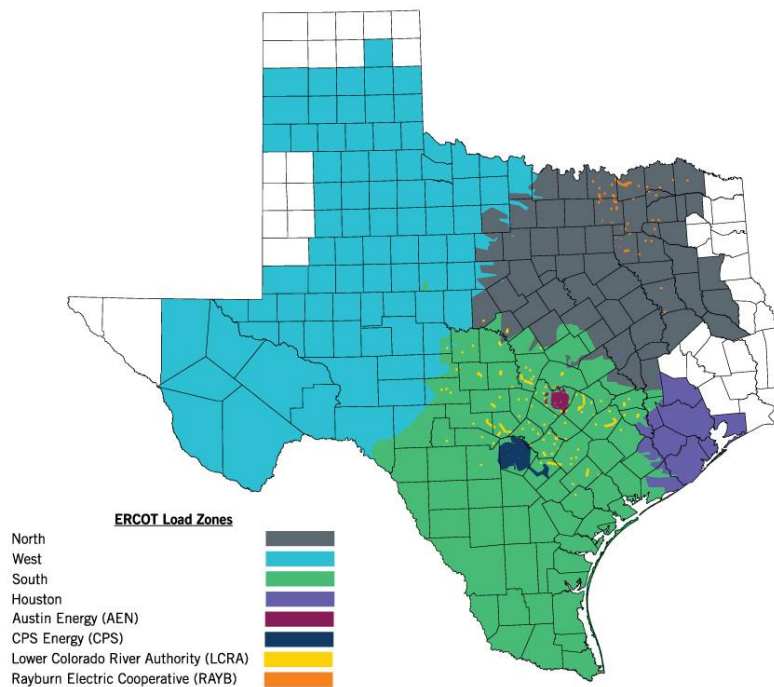 ERCOT Load Zones
North
West
South
Houston
Austin Energy (AEN)
CPS Energy (CPS)
Lower Colorado River Authority (LCRA)
Rayburn Electric Cooperative (RAYB)